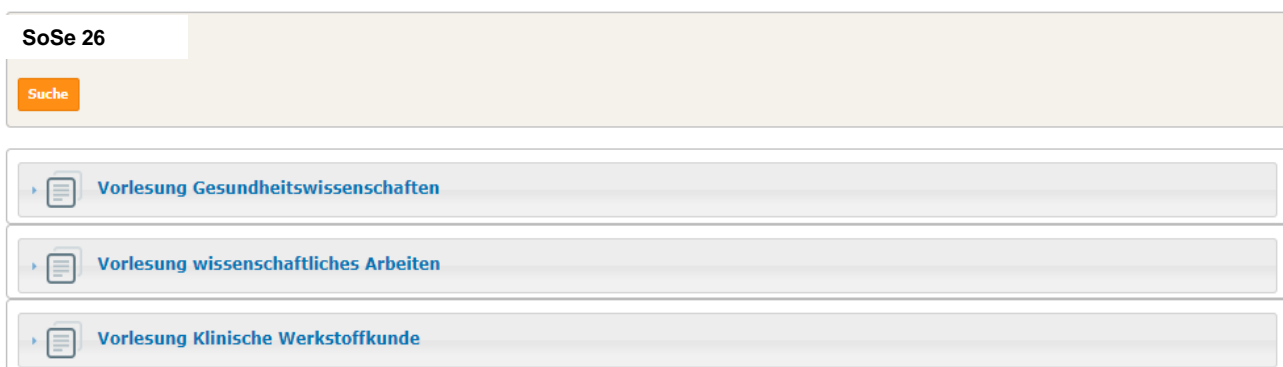 SoSe 26
Suche
Vorlesung Gesundheitswissenschaften
Vorlesung wissenschaftliches Arbeiten
Vorlesung Klinische Werkstoffkunde